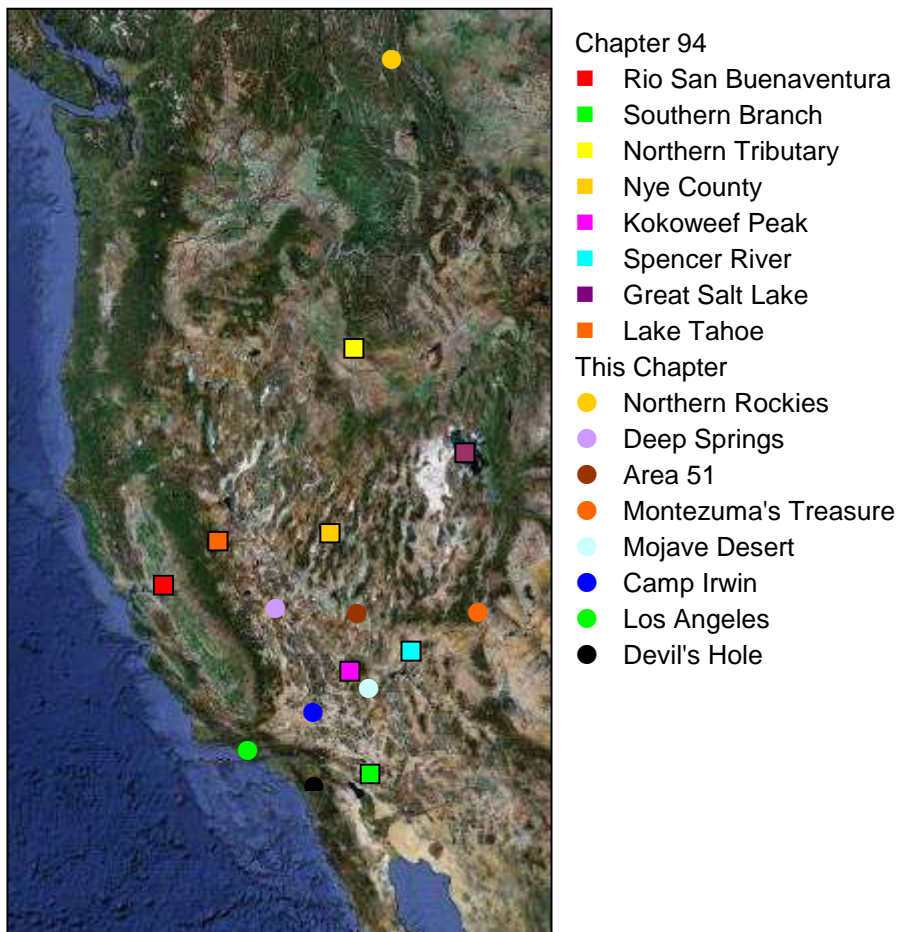 Chapter 94
Rio San Buenaventura
Southern Branch
Northern Tributary
Nye County
Kokoweef Peak
Spencer River
Great Salt Lake
Lake Tahoe
This Chapter
Northern Rockies
Deep Springs
Area 51
Montezuma's Treasure
Mojave Desert
Camp Irwin
Los Angeles
Devil's Hole